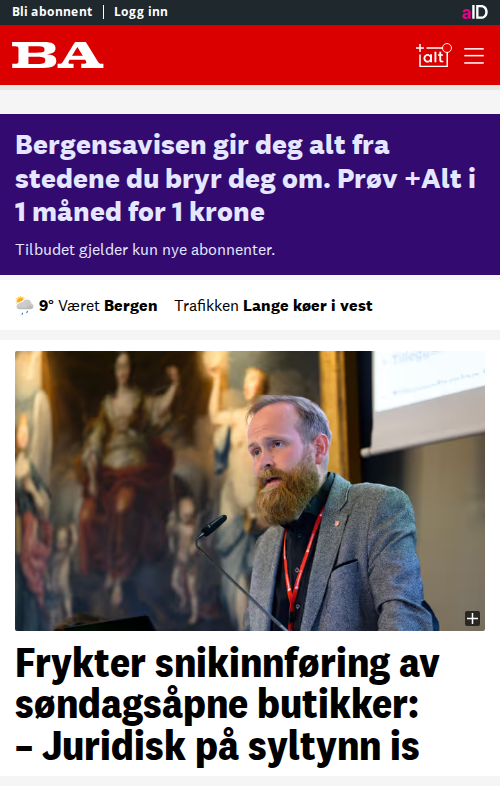 Bli abonnent | Logg inn
aID
BA
+alt
Bergensavisen gir deg alt fra
stedene du bryr deg om. Prøv +Alt i
1 måned for 1 krone
Tilbudet gjelder kun nye abonnenter.
9° Været Bergen Trafikken Lange køer i vest
Frykter snikinnføring av
søndagsåpne butikker:
– Juridisk på syltynn is